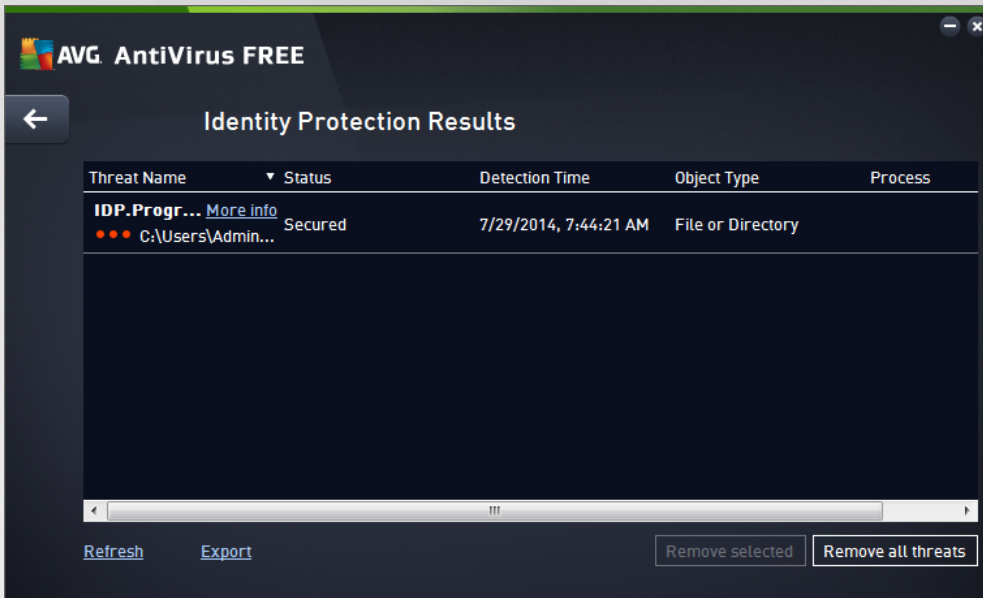 AVG. AntiVirus FREE
Identity Protection Results
Threat Name Status Detection Time Object Type Process
IDP.Progr... More info
Secured 7/29/2014, 7:44:21 AM File or Directory
C:\Users\Admin...
Refresh Export Remove selected Remove all threats